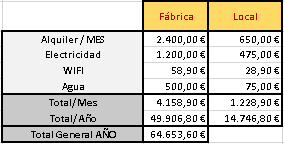 Fábrica Local
Alquiler/MES 2.400,00 € 650,00 €
Electricidad 1.200,00 € 475,00 €
WIFI 58,90 € 28,90 €
Agua 500,00 € 75,00 €
Total/Mes 4.158,90 € 1.228,90 €
Total/Año 49.906,80 € 14.746,80 €
Total General AÑO 64.653,60 €